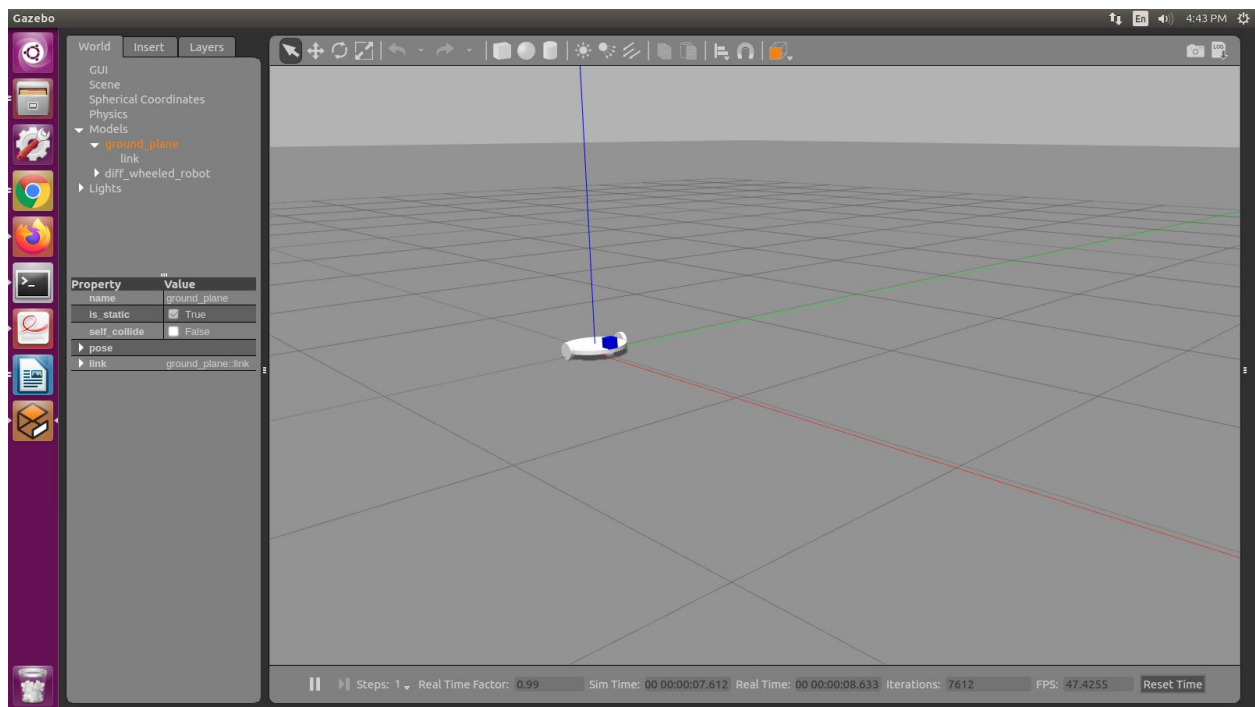 Gazebo
En
4:43 PM
World Insert Layers
GUI
Scene
Spherical Coordinates
Physics
Models
ground_plane
link
diff_wheeled_robot
Lights
LOG
Property Value
name ground_plane
is_static True
self_collide False
pose
link ground_plane::link
Steps: 1 Real Time Factor: 0.99 Sim Time: 00 00:00:07.612 Real Time: 00 00:00:08.633 Iterations: 7612 FPS: 47.4255 Reset Time